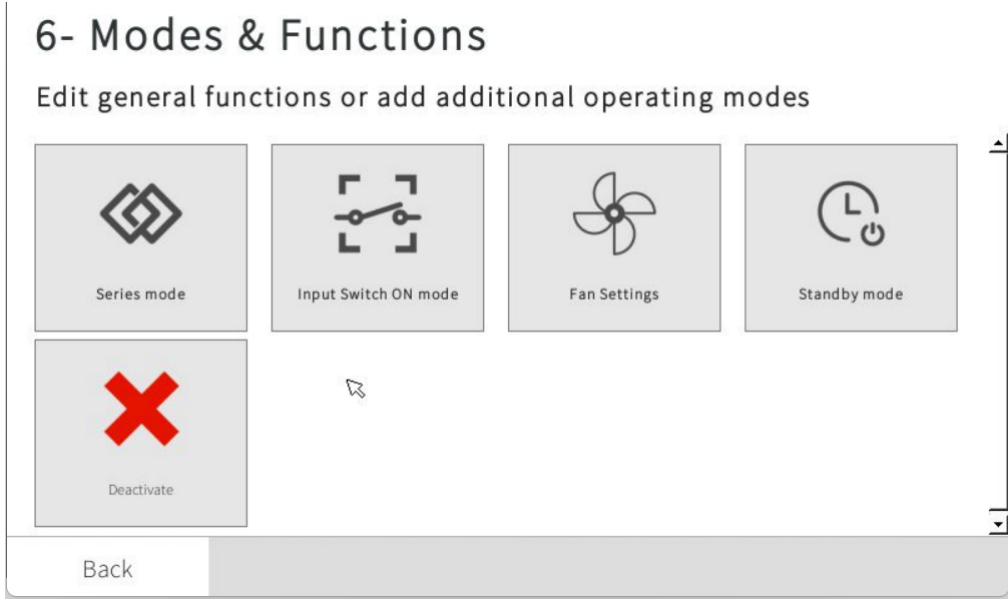 6- Modes & Functions
Edit general functions or add additional operating modes
Series mode
Input Switch ON mode
Fan Settings
Standby mode
Deactivate
Back